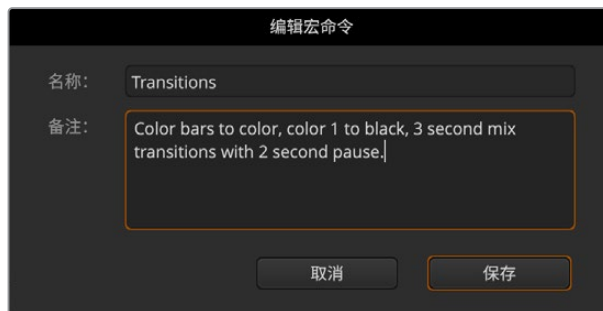 编辑宏命令
名称: Transitions
备注: Color bars to color, color 1 to black, 3 second mix
transitions with 2 second pause.
取消 保存